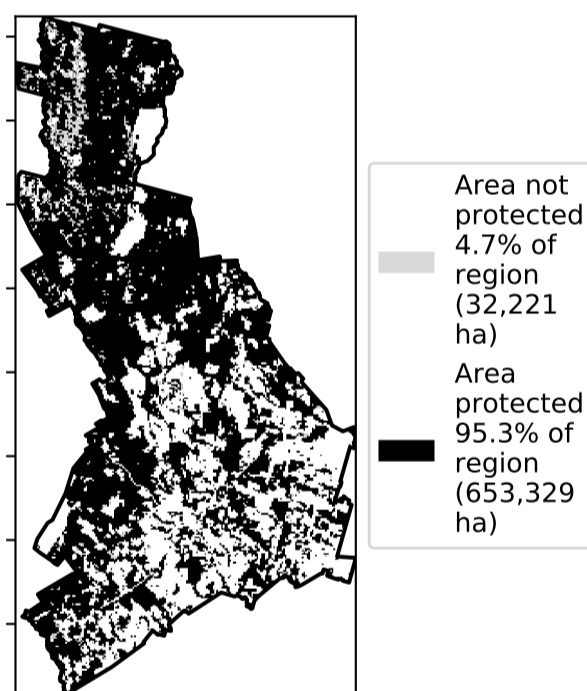 Area not
protected
4.7% of
region
(32,221
ha)
Area
protected
95.3% of
region
(653,329
ha)